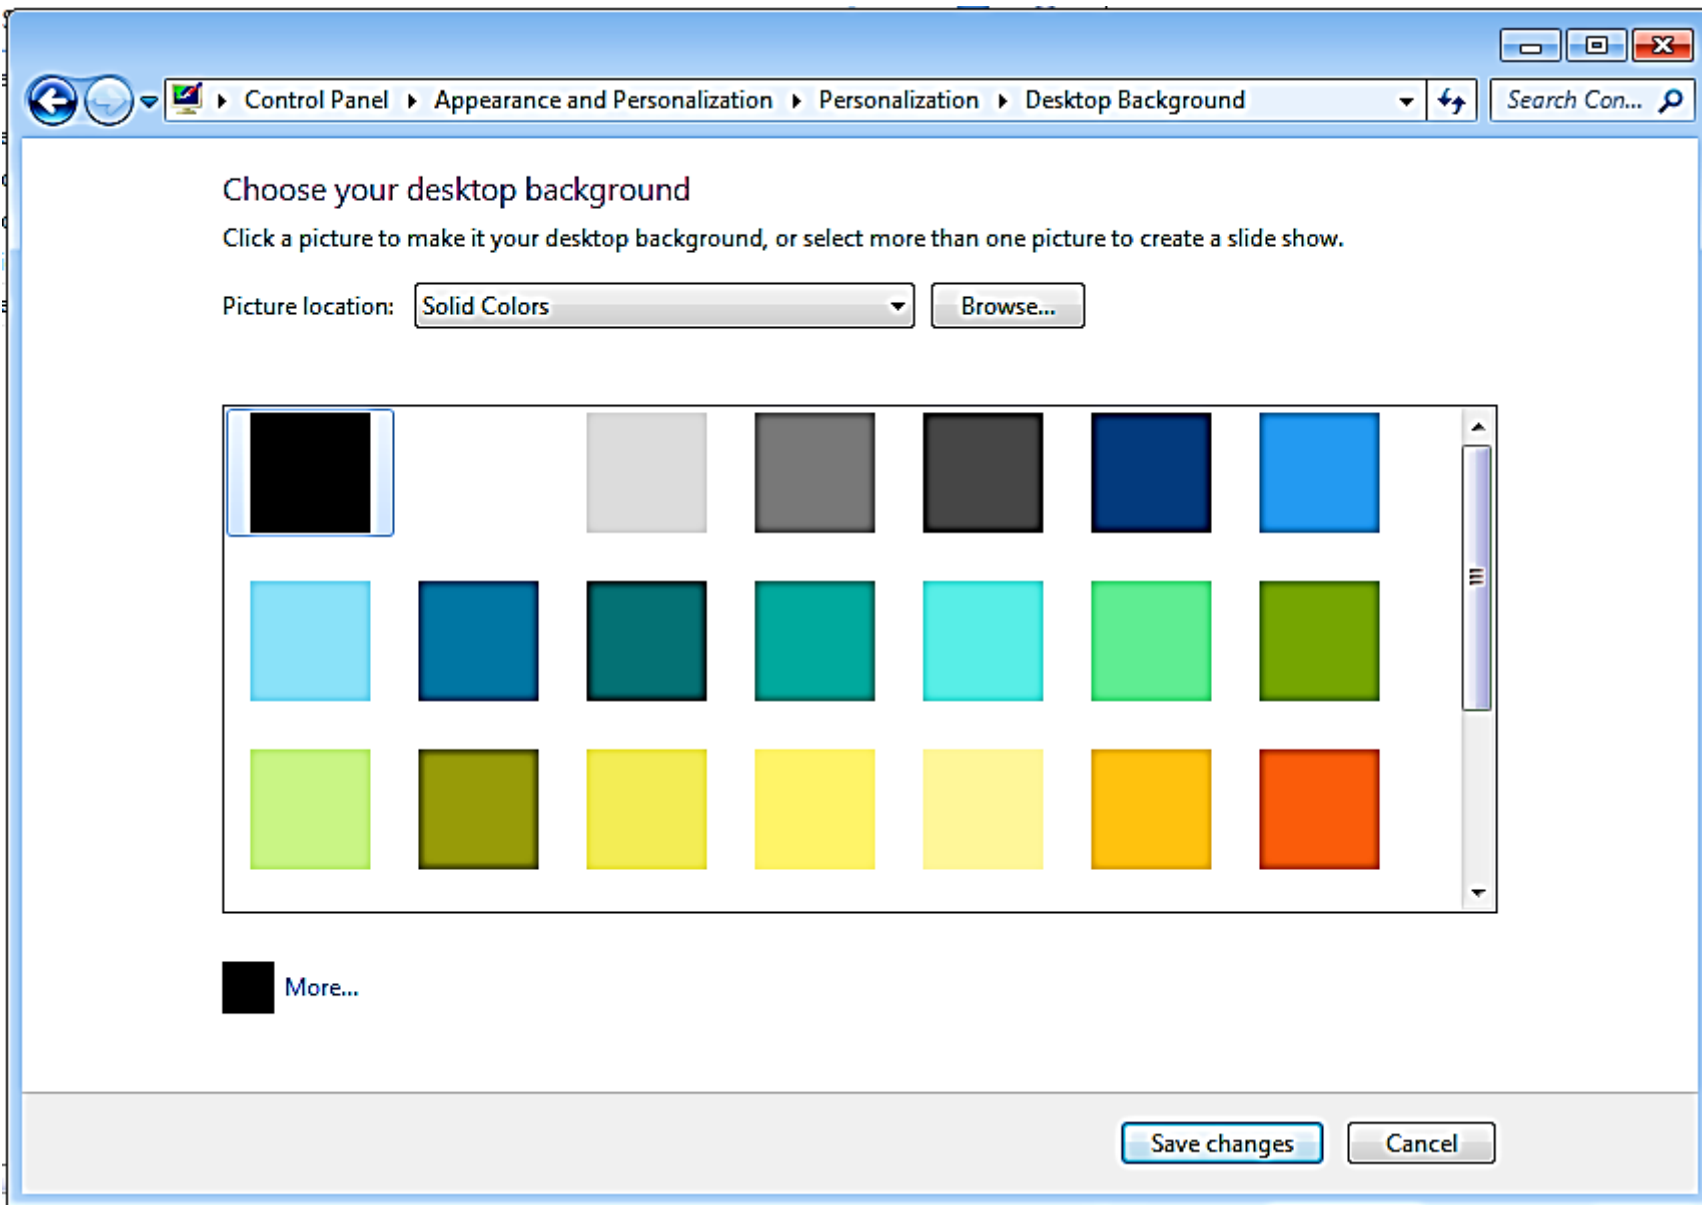 Control Panel Appearance and Personalization Personalization Desktop Background Search Con...
Choose your desktop background
Click a picture to make it your desktop background, or select more than one picture to create a slide show.
Picture location: Solid Colors Browse...
More...
Save changes Cancel